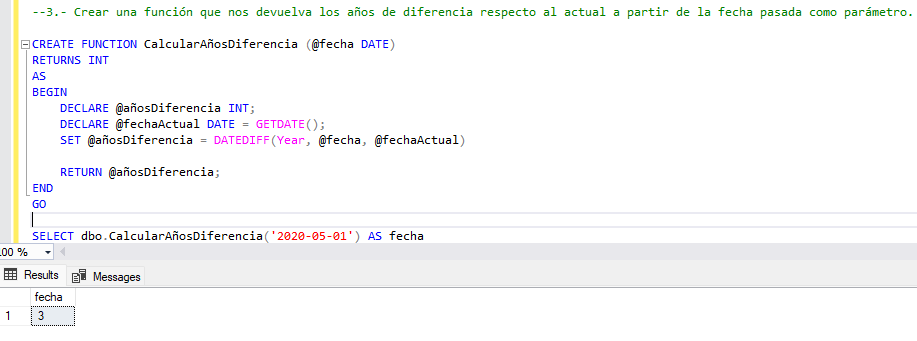 --3.- Crear una función que nos devuelva los años de diferencia respecto al actual a partir de la fecha pasada como parámetro.
CREATE FUNCTION CalcularAñosDiferencia (@fecha DATE)
RETURNS INT
AS
BEGIN
DECLARE @añosDiferencia INT;
DECLARE @fechaActual DATE = GETDATE();
SET @añosDiferencia = DATEDIFF(Year, @fecha, @fechaActual)
RETURN @añosDiferencia;
END
GO
SELECT dbo.CalcularAñosDiferencia('2020-05-01') AS fecha
00 %
Results Messages
fecha
1 3